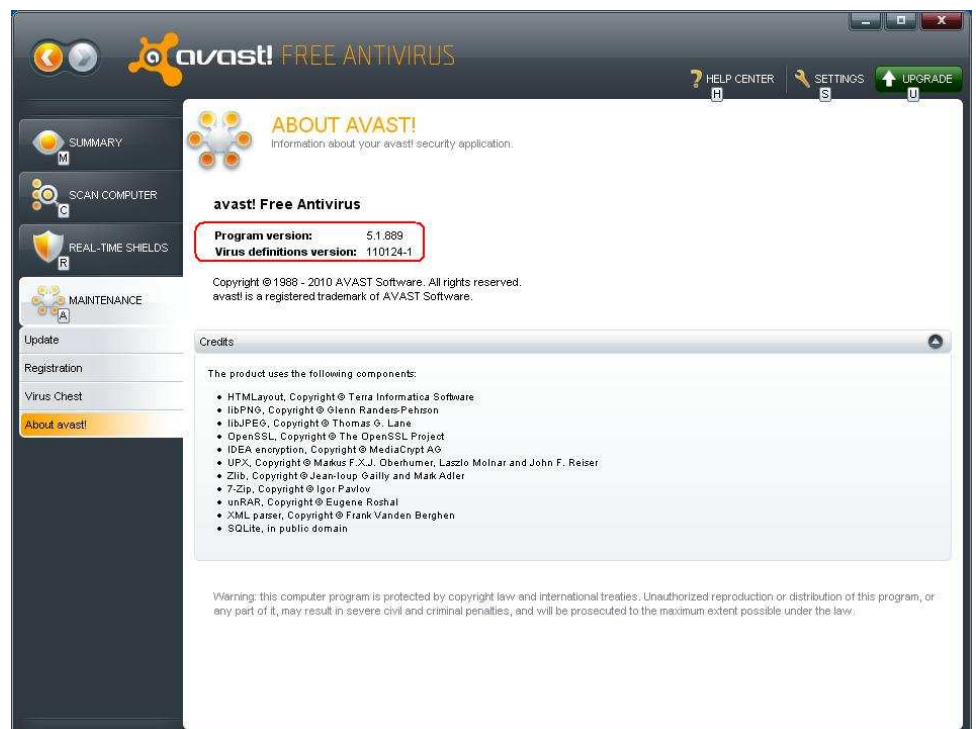 avast! FREE ANTIVIRUS
HELP CENTER
H
SETTINGS
S
UPGRADE
U
SUMMARY
M
SCAN COMPUTER
C
REAL-TIME SHIELDS
R
MAINTENANCE
A
Update
Registration
Virus Chest
About avast!
ABOUT AVAST!
Information about your avast! security application.
avast! Free Antivirus
Program version: 5.1.889
Virus definitions version: 110124-1
Copyright © 1988 - 2010 AVAST Software. All rights reserved.
avast! is a registered trademark of AVAST Software.
Credits
The product uses the following components:
• HTMLayout, Copyright © Terra Informatica Software
• libPNG, Copyright © Glenn Randers-Pehrson
• libJPEG, Copyright © Thomas G. Lane
• OpenSSL, Copyright © The OpenSSL Project
• IDEA encryption, Copyright © MediaCrypt AG
• UPX, Copyright © Markus F.X.J. Oberhumer, Laszlo Molnar and John F. Reiser
• Zlib, Copyright © Jean-loup Gailly and Mark Adler
• 7-Zip, Copyright © Igor Pavlov
• unRAR, Copyright © Eugene Roshal
• XML parser, Copyright © Frank Vanden Berghen
• SQLite, in public domain
Warning: this computer program is protected by copyright law and international treaties. Unauthorized reproduction or distribution of this program, or
any part of it, may result in severe civil and criminal penalties, and will be prosecuted to the maximum extent possible under the law.